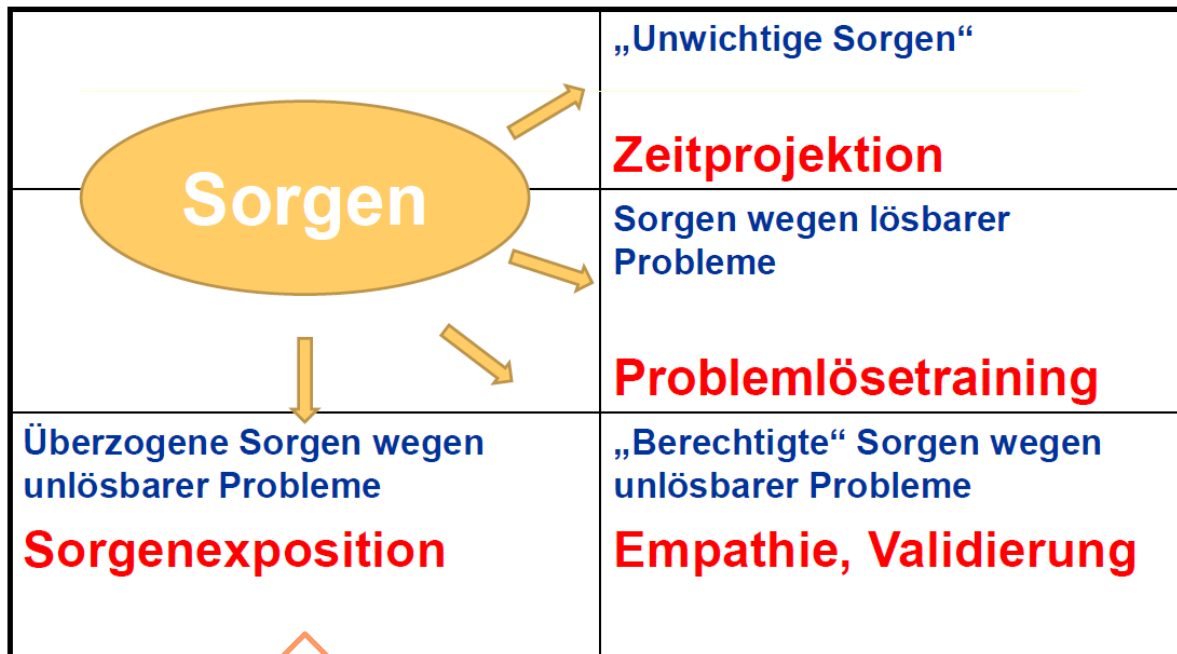 „Unwichtige Sorgen“
Zeitprojektion
Sorgen
Sorgen wegen lösbarer
Probleme
Problemlösetraining
Überzogene Sorgen wegen
unlösbarer Probleme
Sorgenexposition
„Berechtigte“ Sorgen wegen
unlösbarer Probleme
Empathie, Validierung